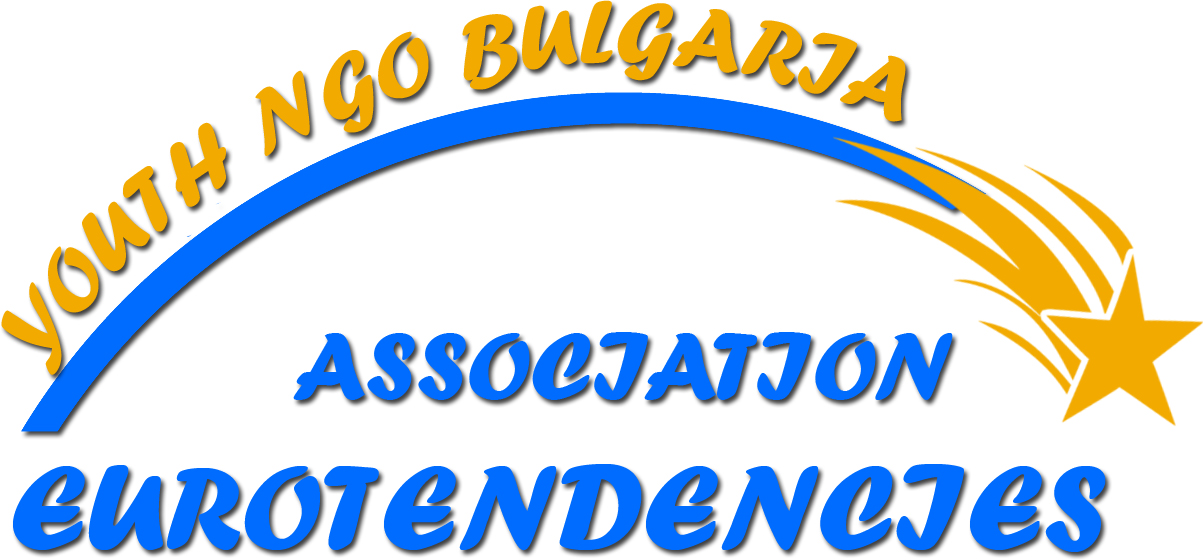 YOUTH NGO BULGARIA
ASSOCIATION
EUROTENDENCIES